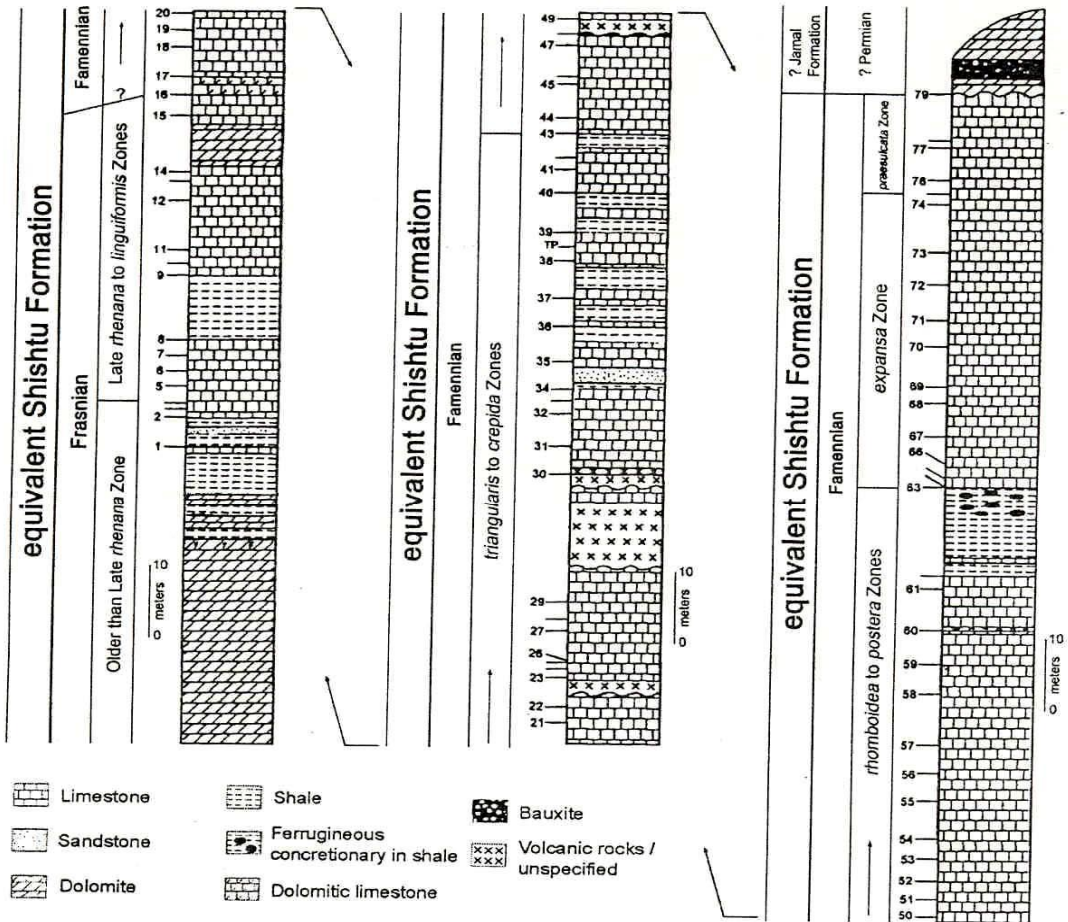 equivalent Shishtu Formation
Frasnian
Famennian
Older than Late rhenana Zone
Late rhenana to linguiformis Zones
?
20
19
18
17
16
15
14
12
11
9
8
7
6
5
2
1
10
0
meters
equivalent Shishtu Formation
Famennian
triangularis to crepida Zones
49
47
45
44
43
41
40
39
TP
38
37
36
35
34
32
31
30
29
27
26
23
22
21
10
0
meters
? Jamal
Formation
? Permian
equivalent Shishtu Formation
Famennian
praesulcata Zone
expansa Zone
rhomboidea to postera Zones
79
77
76
74
73
72
71
70
69
68
67
66
63
61
60
59
58
57
56
55
54
53
52
51
50
10
0
meters
Limestone
Sandstone
Dolomite
Shale
Ferrugineous
concretionary in shale
Dolomitic limestone
Bauxite
Volcanic rocks /
unspecified